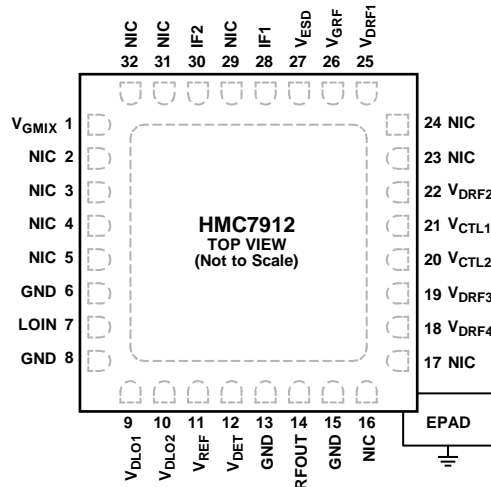 NIC NIC IF2 NIC IF1 VESD VGRF VDRF1
32 31 30 29 28 27 26 25
VGMIX 1
NIC 2
NIC 3
NIC 4
NIC 5
GND 6
LOIN 7
GND 8
HMC7912
TOP VIEW
(Not to Scale)
24 NIC
23 NIC
22 VDRF2
21 VCTL1
20 VCTL2
19 VDRF3
18 VDRF4
17 NIC
9 10 11 12 13 14 15 16
VDLO1 VDLO2 VREF VDET GND RFOUT GND NIC
EPAD